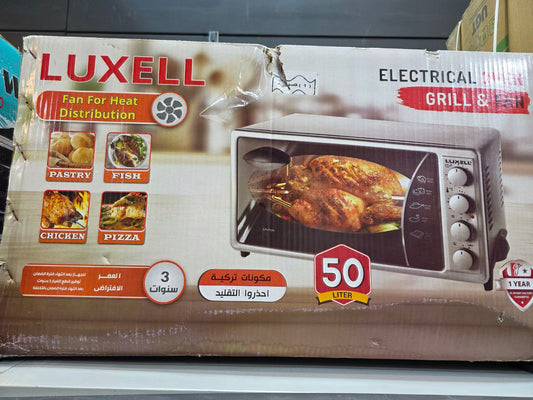 LUXELL
Fan For Heat
Distribution
PASTRY
FISH
CHICKEN
PIZZA
العمر
الافتراضي
3
سنوات
مكونات تركية
احذروا التقليد
ELECTRICAL
GRILL & FAN
LUXELL
50
LITER
1 YEAR